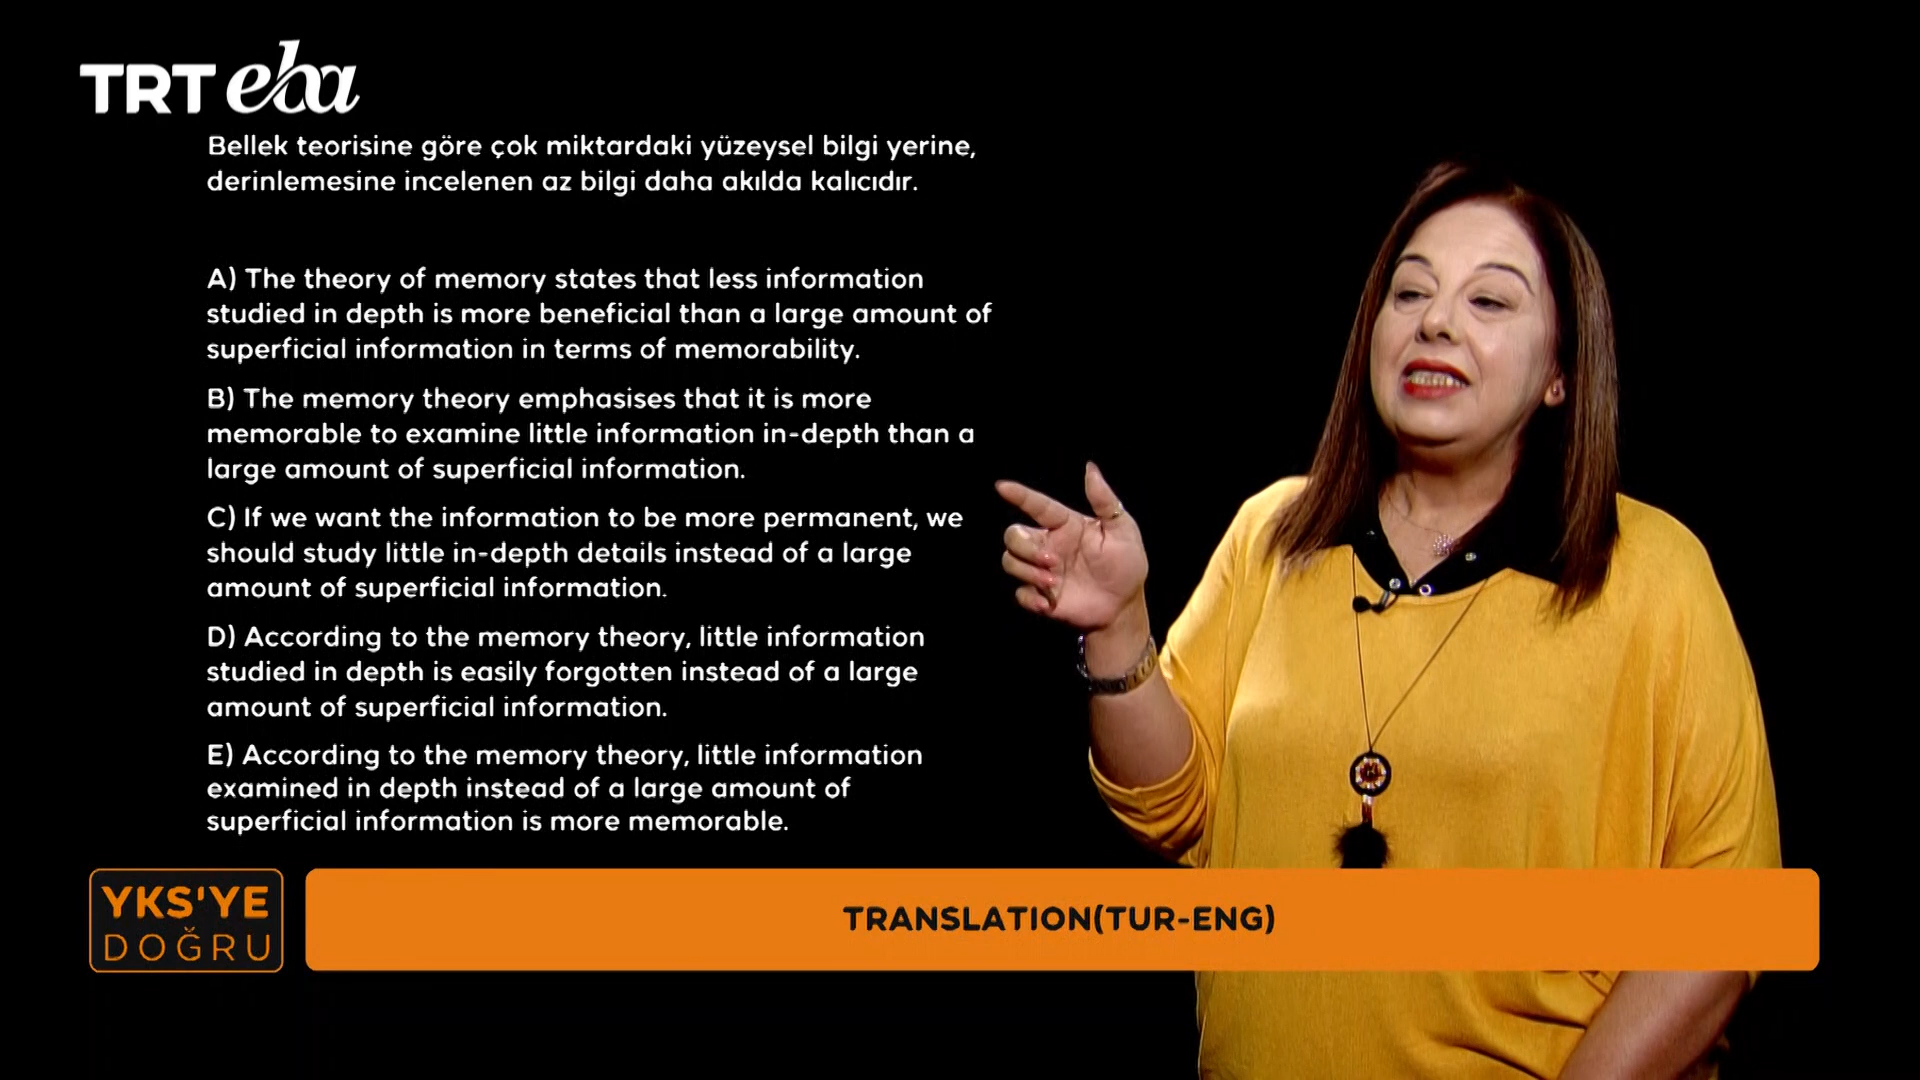 TRT eba
Bellek teorisine göre çok miktardaki yüzeysel bilgi yerine,
derinlemesine incelenen az bilgi daha akılda kalıcıdır.
A) The theory of memory states that less information
studied in depth is more beneficial than a large amount of
superficial information in terms of memorability.
B) The memory theory emphasises that it is more
memorable to examine little information in-depth than a
large amount of superficial information.
C) If we want the information to be more permanent, we
should study little in-depth details instead of a large
amount of superficial information.
D) According to the memory theory, little information
studied in depth is easily forgotten instead of a large
amount of superficial information.
E) According to the memory theory, little information
examined in depth instead of a large amount of
superficial information is more memorable.
YKS'YE
DOĞRU
TRANSLATION(TUR-ENG)